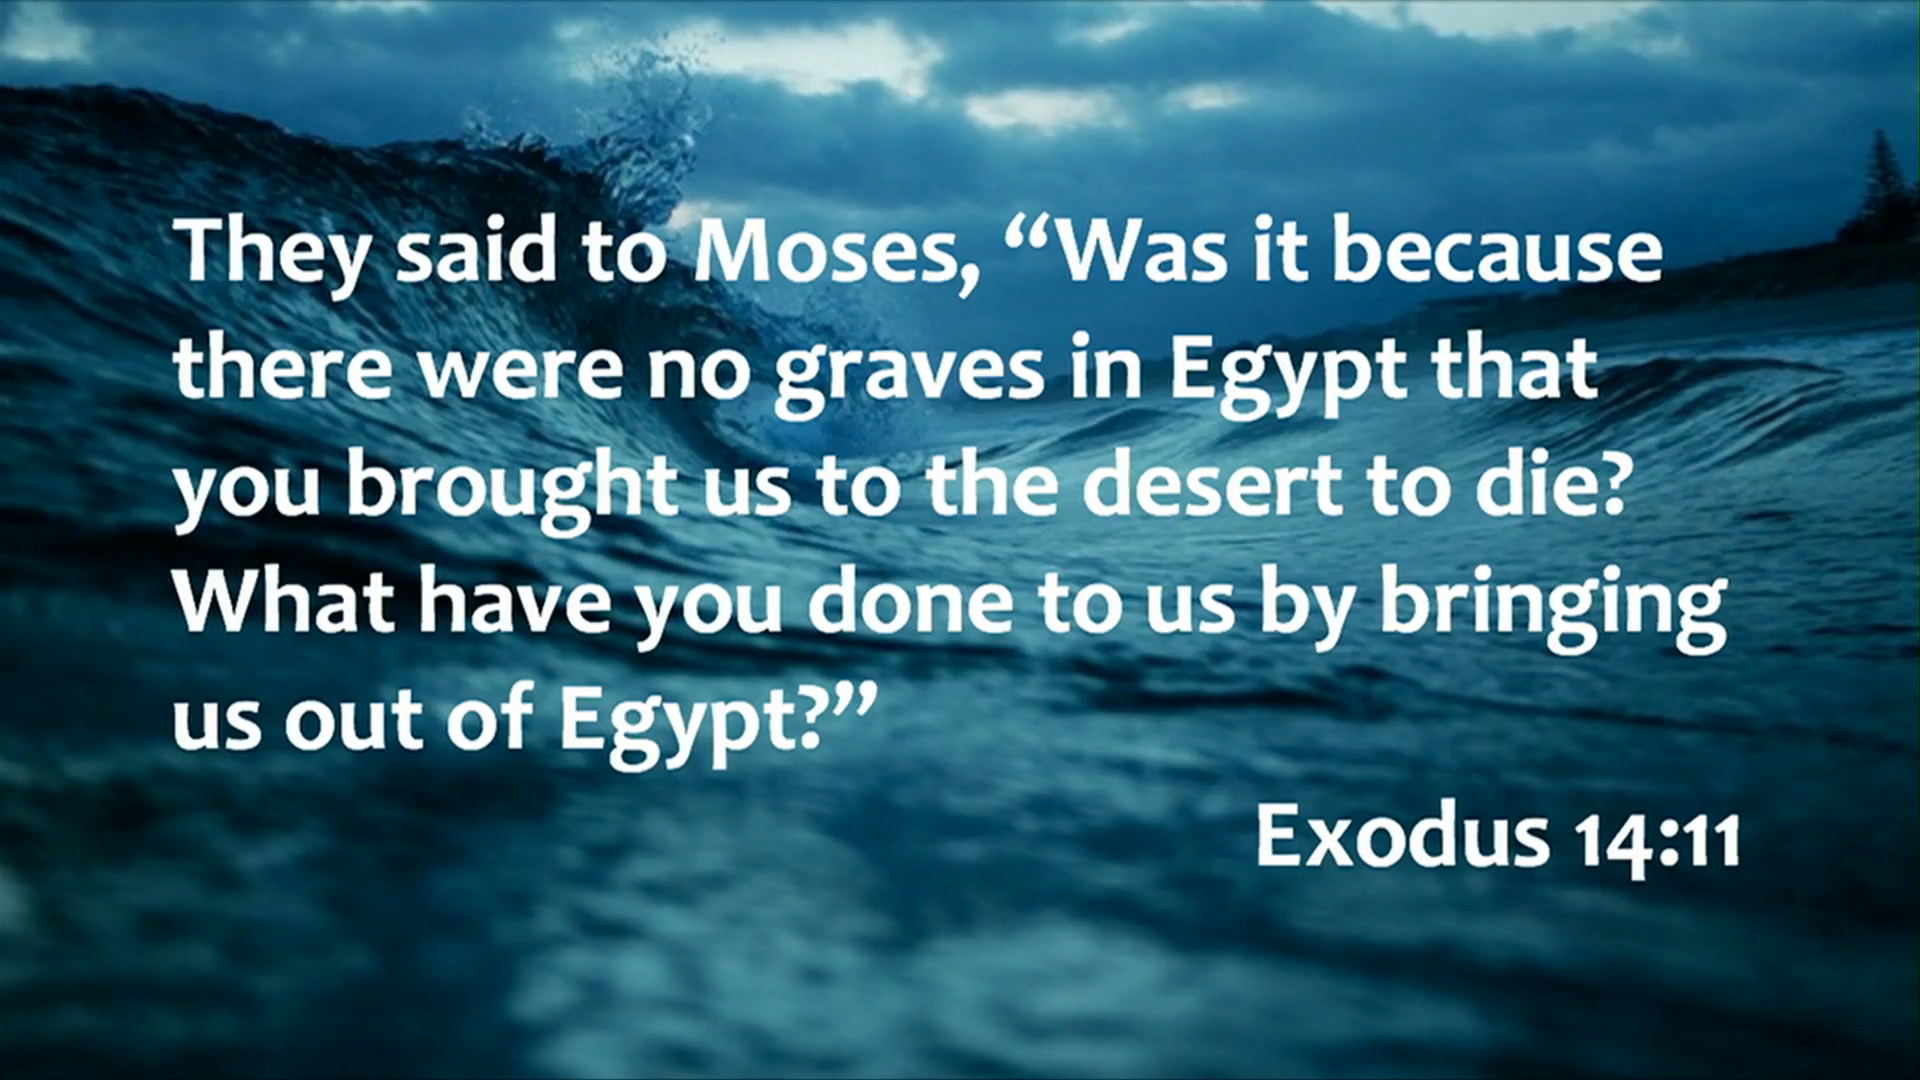 They said to Moses, “Was it because
there were no graves in Egypt that
you brought us to the desert to die?
What have you done to us by bringing
us out of Egypt?”
Exodus 14:11